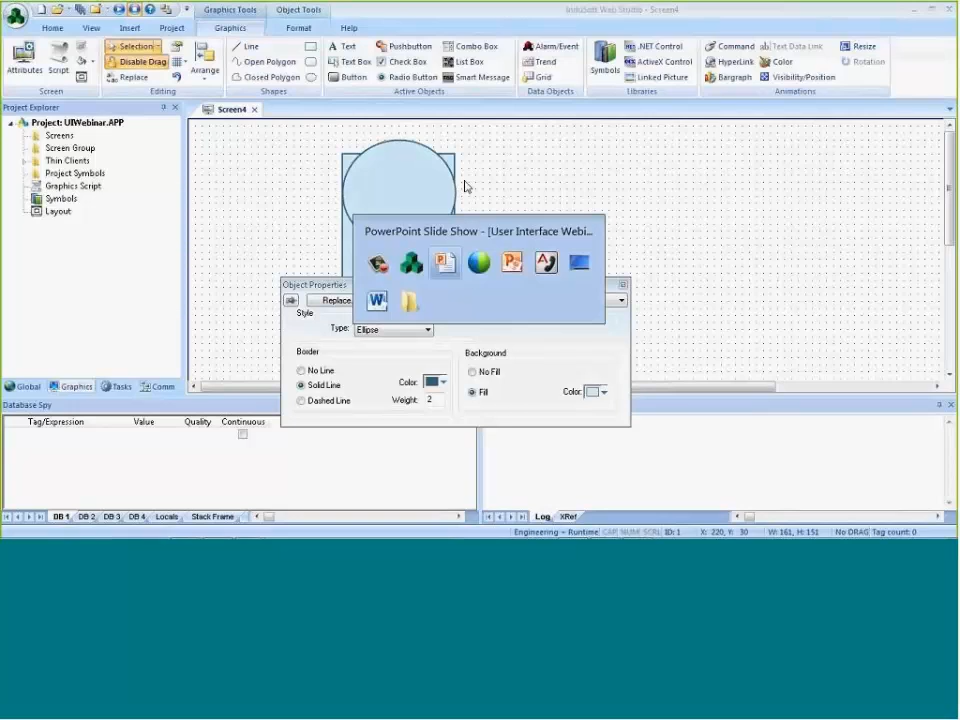 Graphics Tools Object Tools InduSoft Web Studio - Screen4
Home View Insert Project Graphics Format Help
Selection Line Text Pushbutton Combo Box Alarm/Event .NET Control Command Text Data Link Resize
Attributes Script Disable Drag Arrange Open Polygon Text Box Check Box List Box Trend Symbols ActiveX Control HyperLink Color Rotation
Replace Closed Polygon Button Radio Button Smart Message Grid Linked Picture Bargraph Visibility/Position
Screen Editing Shapes Active Objects Data Objects Libraries Animations
Project Explorer Screen4
Project: UIWebinar.APP
Screens
Screen Group
Thin Clients
Project Symbols
Graphics Script
Symbols
Layout
PowerPoint Slide Show - [User Interface Webi...
Object Properties
Replace.
Style
Type: Ellipse
Border Background
No Line No Fill
Solid Line Color: Fill Color:
Dashed Line Weight: 2
Global Graphics Tasks Comm
Database Spy
Tag/Expression Value Quality Continuous
DB 1 DB 2 DB 3 DB 4 Locals Stack Frame Log XRef
Engineering - Runtime CAP NUM SCRL ID: 1 X: 220, Y: 30 W: 161, H: 151 No DRAG Tag count: 0